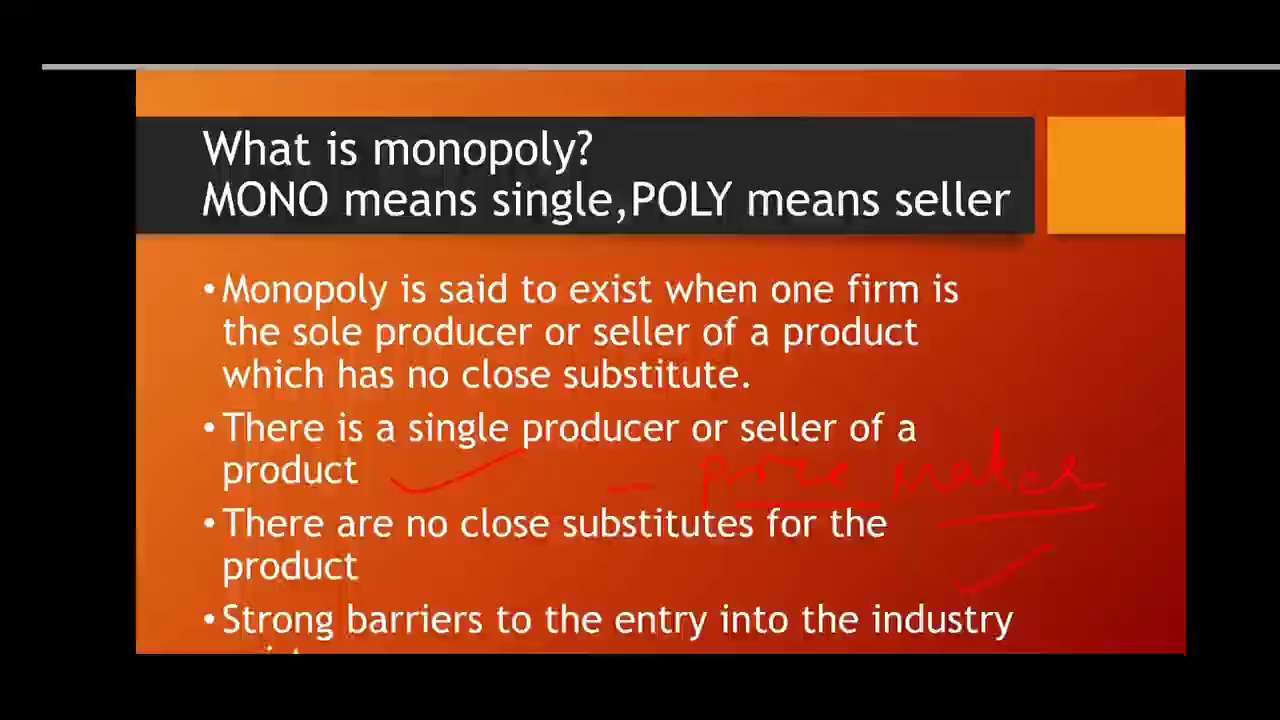 What is monopoly?
MONO means single,POLY means seller
•Monopoly is said to exist when one firm is
the sole producer or seller of a product
which has no close substitute.
•There is a single producer or seller of a
product
– price maker
•There are no close substitutes for the
product
•Strong barriers to the entry into the industry